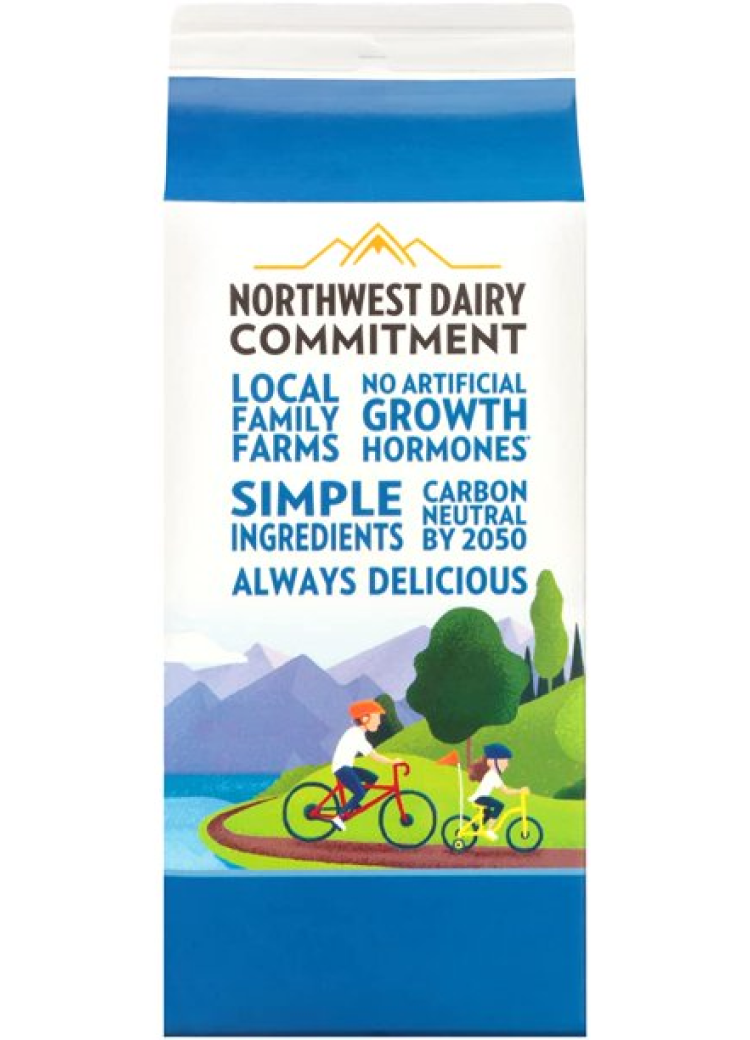 NORTHWEST DAIRY
COMMITMENT
LOCAL
FAMILY
FARMS
NO ARTIFICIAL
GROWTH
HORMONES*
SIMPLE
INGREDIENTS
CARBON
NEUTRAL
BY 2050
ALWAYS DELICIOUS